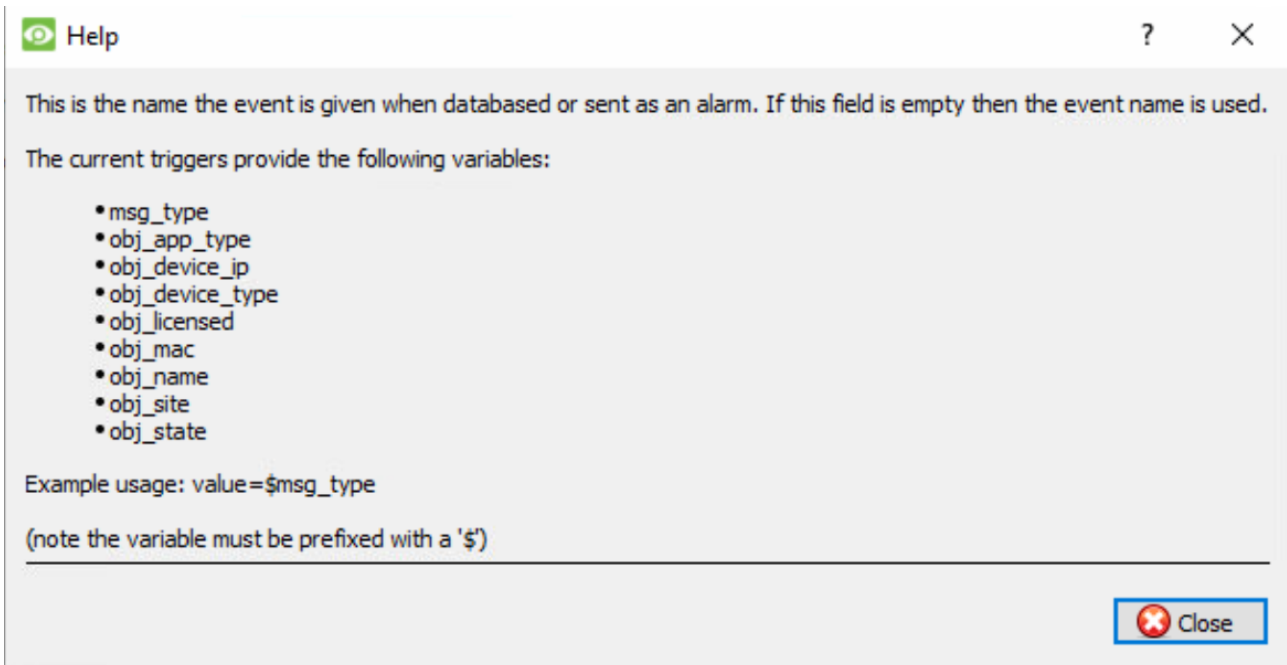 Help
?
This is the name the event is given when databased or sent as an alarm. If this field is empty then the event name is used.
The current triggers provide the following variables:
• msg_type
• obj_app_type
• obj_device_ip
• obj_device_type
• obj_licensed
• obj_mac
• obj_name
• obj_site
• obj_state
Example usage: value=$msg_type
(note the variable must be prefixed with a '$')
Close